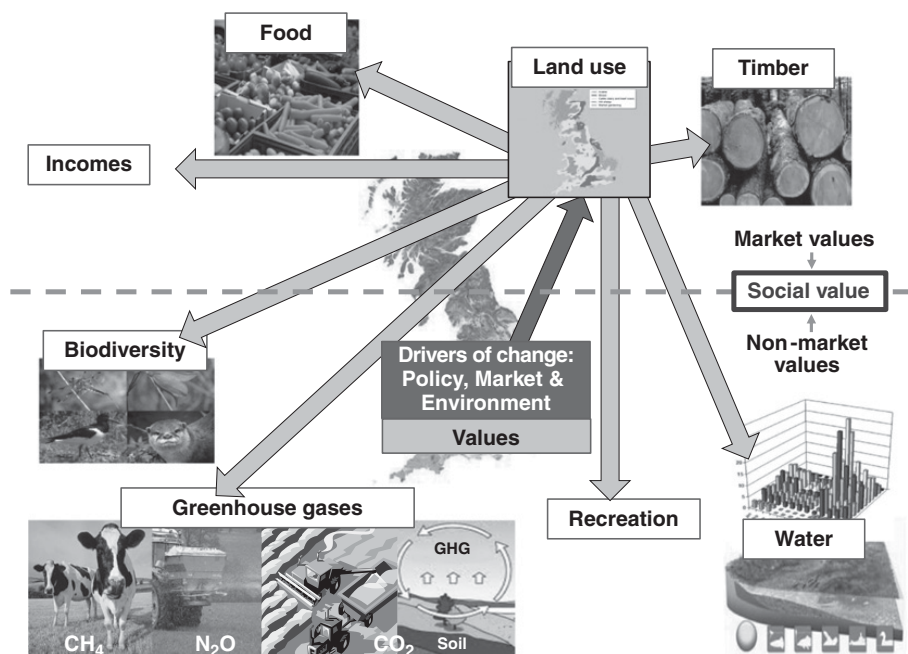 Food
Land use
Timber
Incomes
Market values
Social value
Non-market
values
Biodiversity
Drivers of change:
Policy, Market &
Environment
Values
Greenhouse gases
Recreation
Water
GHG
CH₄
N₂O
CO₂
Soil